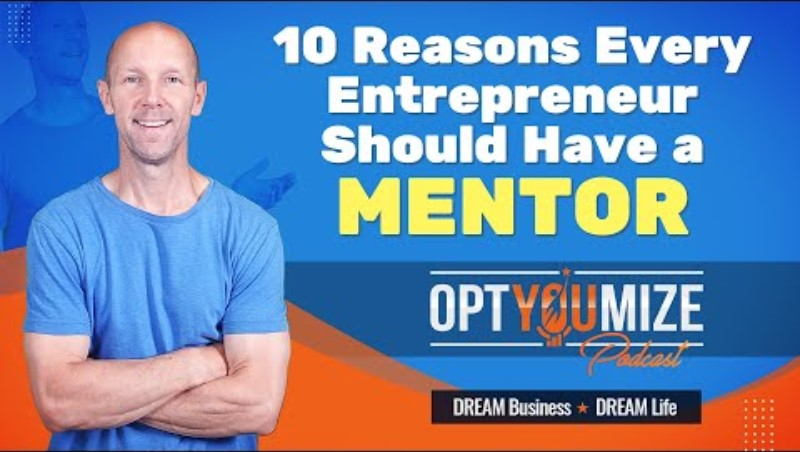 10 Reasons Every
Entrepreneur
Should Have a
MENTOR
OPTYOUMIZE
Podcast
DREAM Business ★ DREAM Life